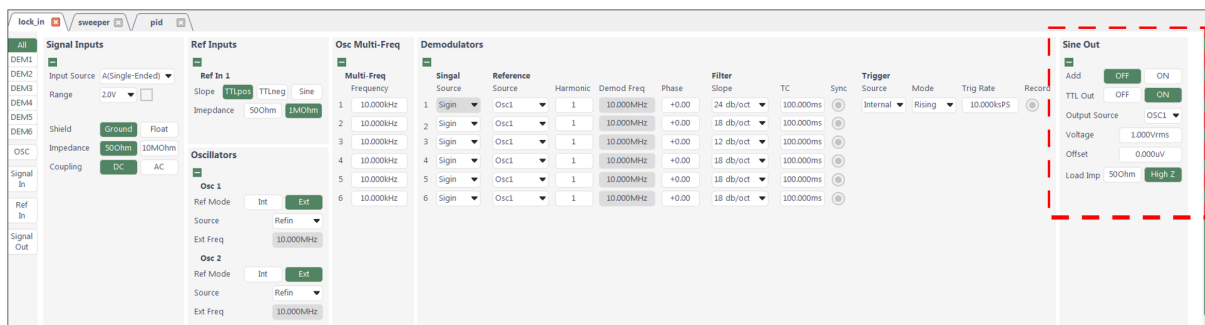 lock_in sweeper pid
All
DEM1
DEM2
DEM3
DEM4
DEM5
DEM6
OSC
Signal
In
Ref
In
Signal
Out
Signal Inputs
Input Source A(Single-Ended)
Range 2.0V
Shield Ground Float
Impedance 50Ohm 10MOhm
Coupling DC AC
Ref Inputs
Ref In 1
Slope TTLpos TTLneg Sine
Imepdance 50Ohm 1MOhm
Oscillators
Osc 1
Ref Mode Int Ext
Source Refin
Ext Freq 10.000MHz
Osc 2
Ref Mode Int Ext
Source Refin
Ext Freq 10.000MHz
Osc Multi-Freq
Multi-Freq
Frequency
1 10.000kHz
2 10.000kHz
3 10.000kHz
4 10.000kHz
5 10.000kHz
6 10.000kHz
Demodulators
Singal Reference Filter Trigger
Source Source Harmonic Demod Freq Phase Slope TC Sync Source Mode Trig Rate Record
1 Sigin Osc1 1 10.000MHz +0.00 24 db/oct 100.000ms Internal Rising 10.000ksPS
2 Sigin Osc1 1 10.000MHz +0.00 18 db/oct 100.000ms
3 Sigin Osc1 1 10.000MHz +0.00 12 db/oct 100.000ms
4 Sigin Osc1 1 10.000MHz +0.00 18 db/oct 100.000ms
5 Sigin Osc1 1 10.000MHz +0.00 18 db/oct 100.000ms
6 Sigin Osc1 1 10.000MHz +0.00 18 db/oct 100.000ms
Sine Out
Add OFF ON
TTL Out OFF ON
Output Source OSC1
Voltage 1.000Vrms
Offset 0.000uV
Load Imp 50Ohm High Z